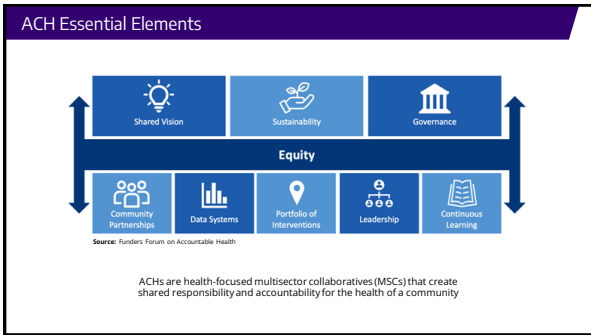 ACH Essential Elements
Shared Vision
Sustainability
Governance
Equity
Community
Partnerships
Data Systems
Portfolio of
Interventions
Leadership
Continuous
Learning
Source: Funders Forum on Accountable Health
ACHs are health-focused multisector collaboratives (MSCs) that create
shared responsibility and accountability for the health of a community